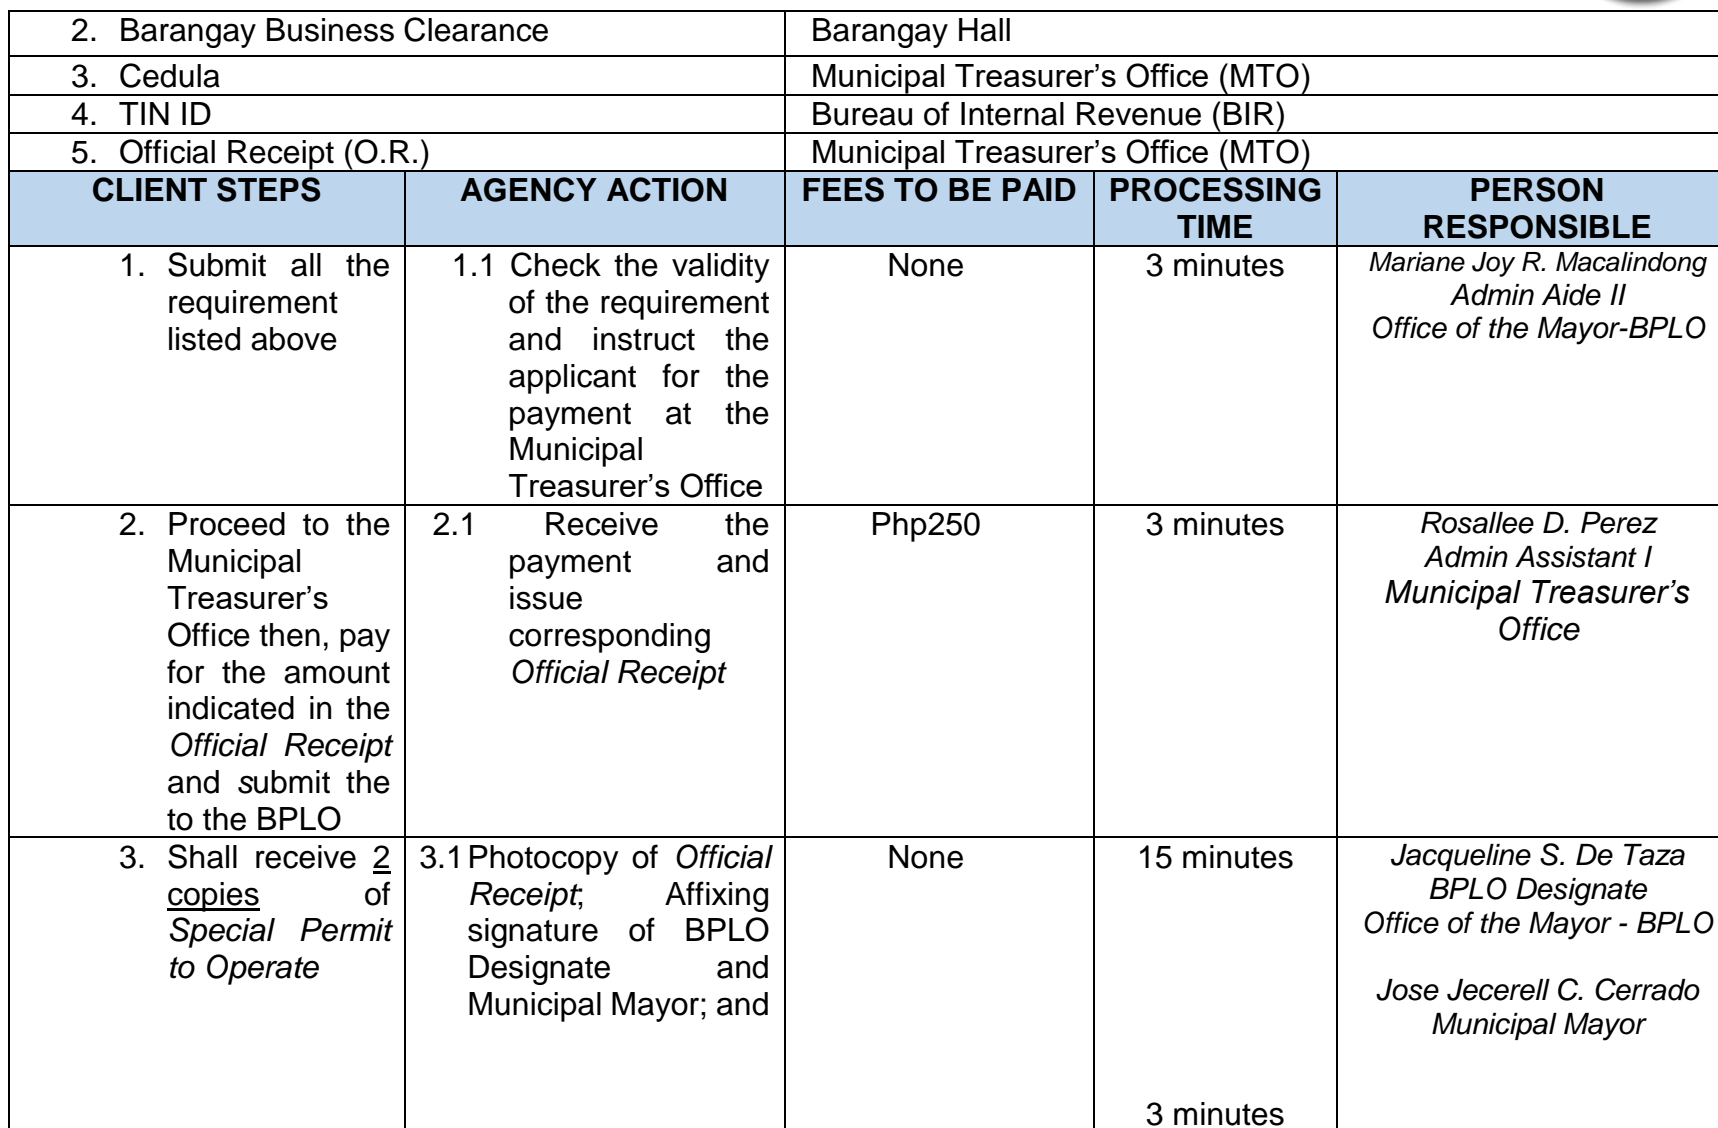 2. Barangay Business Clearance
Barangay Hall
3. Cedula
Municipal Treasurer’s Office (MTO)
4. TIN ID
Bureau of Internal Revenue (BIR)
5. Official Receipt (O.R.)
Municipal Treasurer’s Office (MTO)
CLIENT STEPS
AGENCY ACTION
FEES TO BE PAID
PROCESSING
TIME
PERSON
RESPONSIBLE
1. Submit all the
requirement
listed above
1.1 Check the validity
of the requirement
and instruct the
applicant for the
payment at the
Municipal
Treasurer’s Office
None
3 minutes
Mariane Joy R. Macalindong
Admin Aide II
Office of the Mayor-BPLO
2. Proceed to the
Municipal
Treasurer’s
Office then, pay
for the amount
indicated in the
Official Receipt
and submit the
to the BPLO
2.1 Receive the
payment and
issue
corresponding
Official Receipt
Php250
3 minutes
Rosallee D. Perez
Admin Assistant I
Municipal Treasurer’s
Office
3. Shall receive 2
copies of
Special Permit
to Operate
3.1 Photocopy of Official
Receipt; Affixing
signature of BPLO
Designate and
Municipal Mayor; and
None
15 minutes
3 minutes
Jacqueline S. De Taza
BPLO Designate
Office of the Mayor - BPLO
Jose Jecerell C. Cerrado
Municipal Mayor